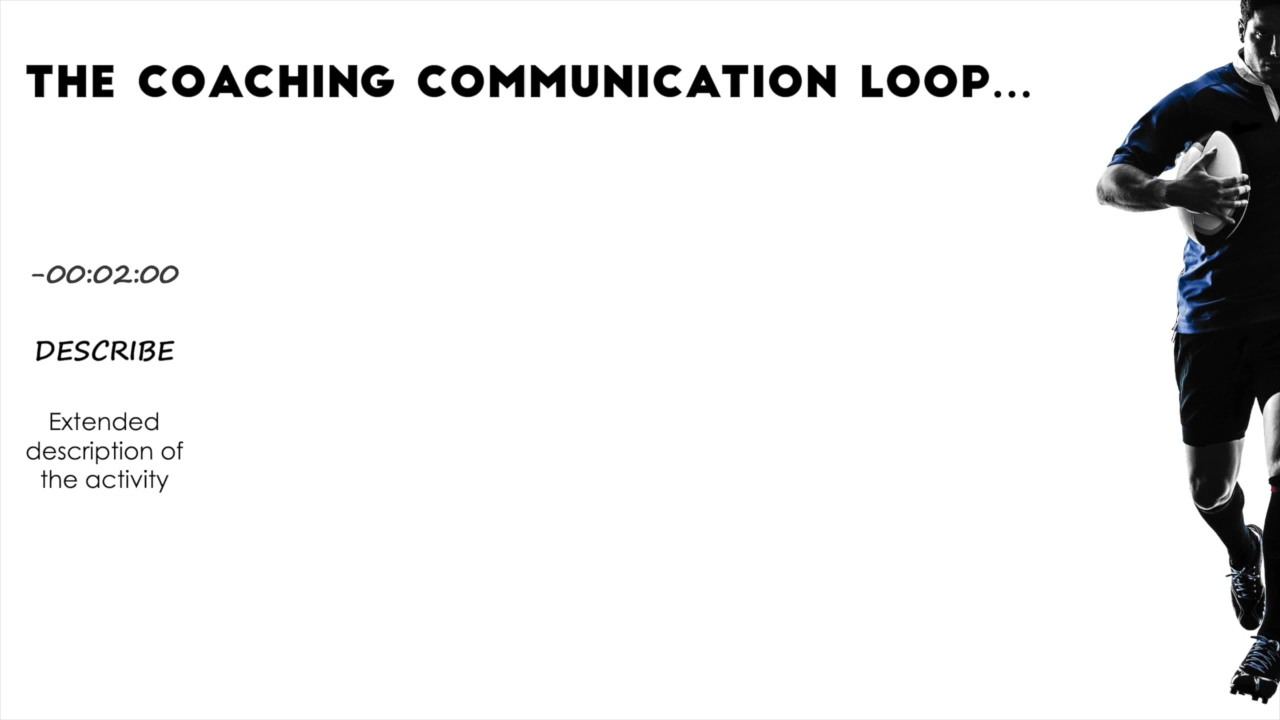 THE COACHING COMMUNICATION LOOP...
-00:02:00
DESCRIBE
Extended
description of
the activity